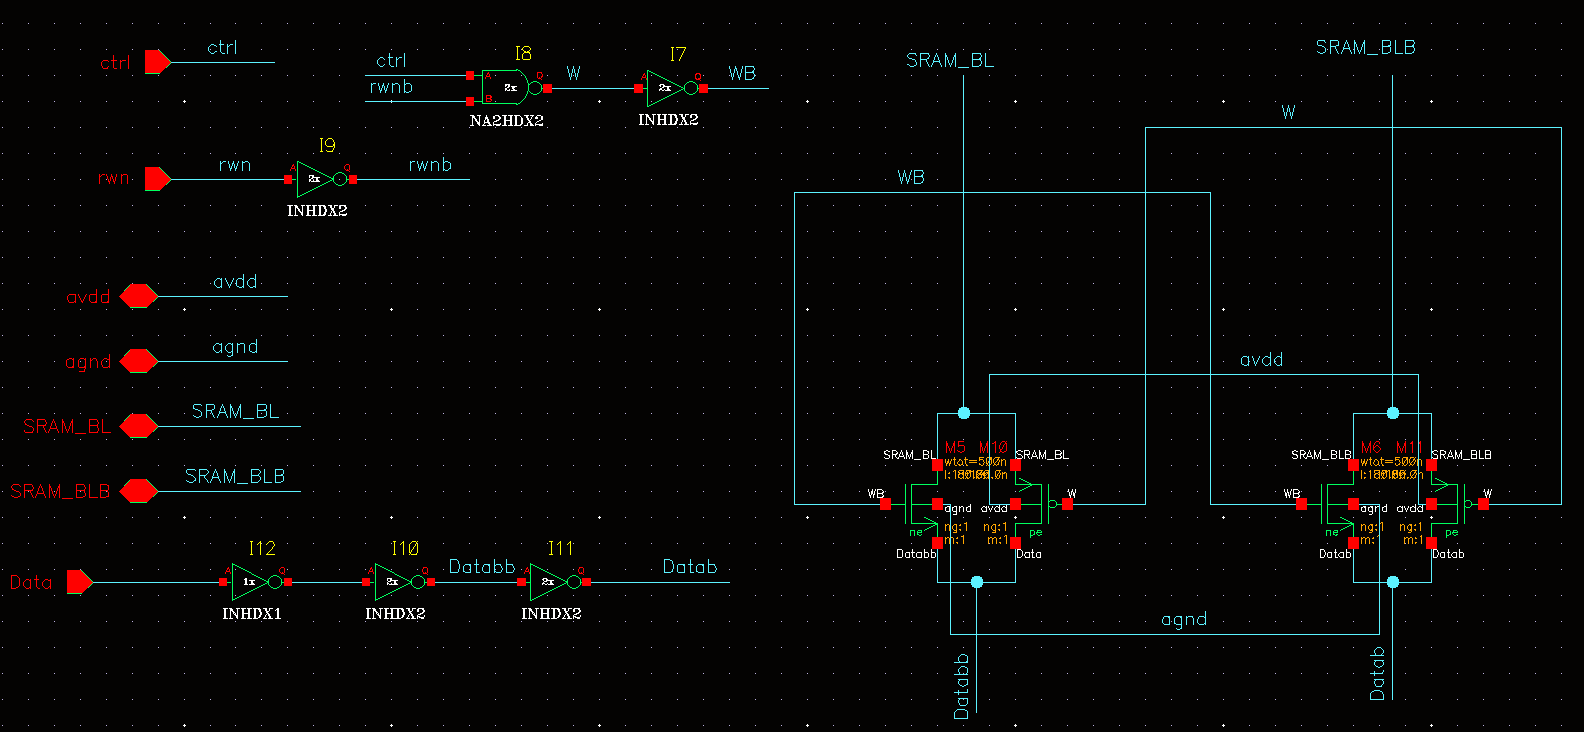 ctrl
ctrl
I8
ctrl
rwnb
A
B
2x
Q
W
NA2HDX2
I7
A
2x
Q
WB
INHDX2
rwn
rwn
I9
A
2x
Q
rwnb
INHDX2
avdd
avdd
agnd
agnd
SRAM_BL
SRAM_BL
SRAM_BLB
SRAM_BLB
Data
I12
A
1x
Q
INHDX1
I10
A
2x
Q
INHDX2
Databb
I11
A
2x
Q
INHDX2
Datab
SRAM_BL
SRAM_BLB
W
WB
avdd
M5 M10
SRAM_BL
wtot=500n
SRAM_BL
WB
agnd
avdd
W
ne
ng:1
ng:1
pe
m:1
m:1
Databb
Data
M6 M11
SRAM_BLB
wtot=500n
SRAM_BLB
WB
agnd
avdd
W
ne
ng:1
ng:1
pe
m:1
m:1
Datab
Datab
agnd
Databb
Datab